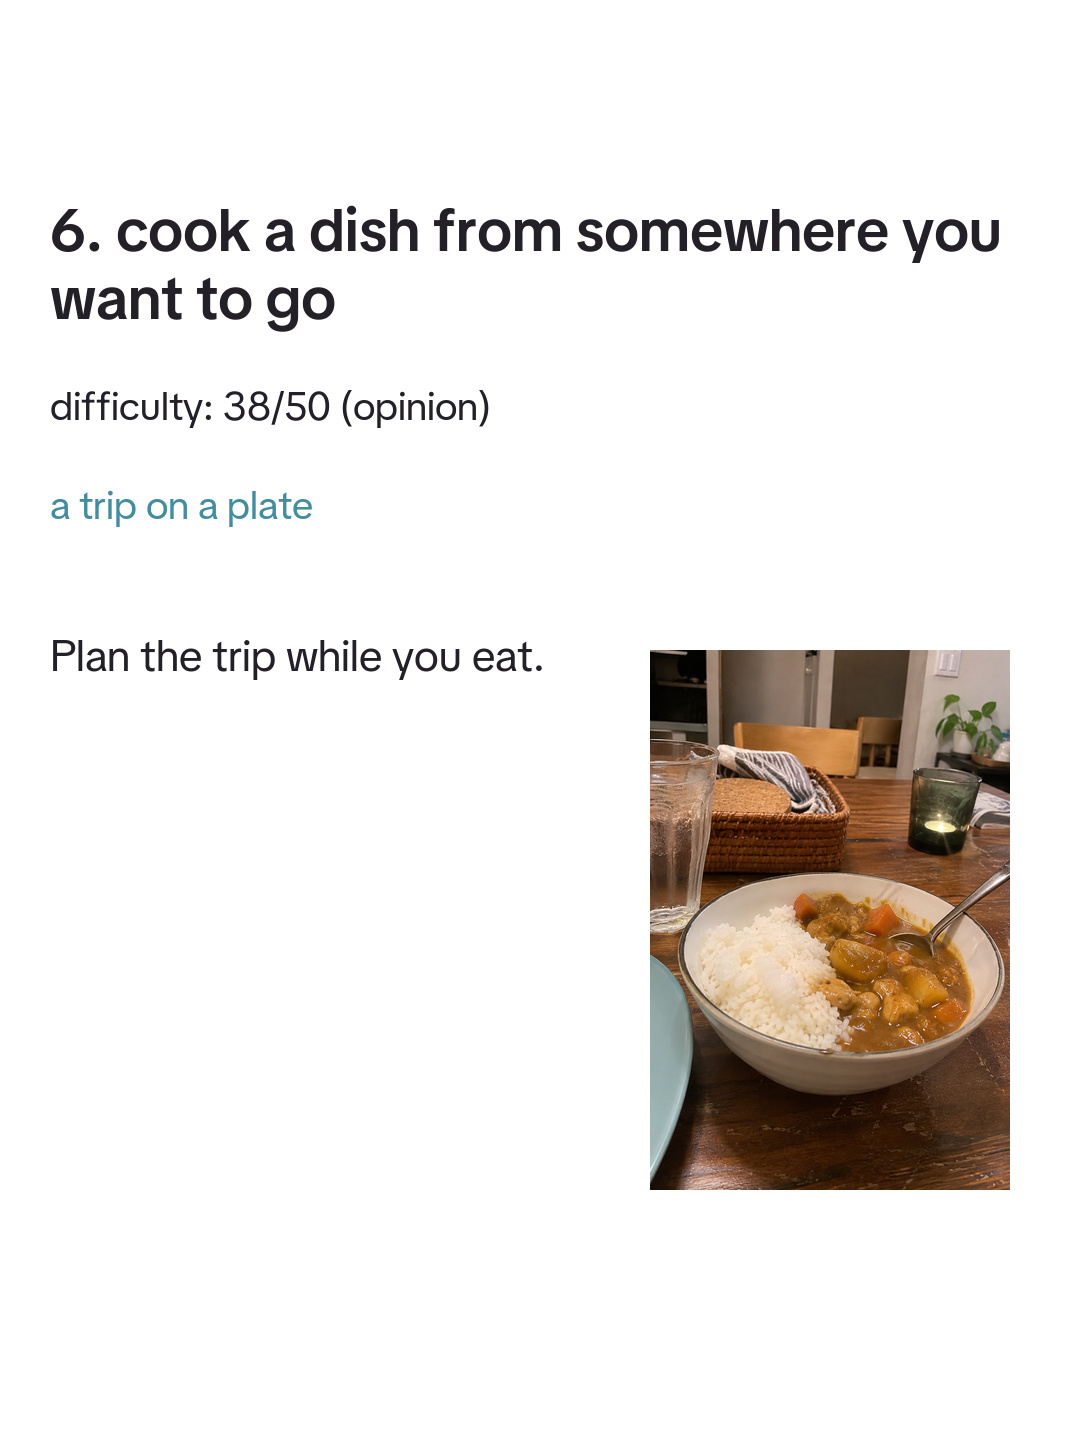 6. cook a dish from somewhere you
want to go
difficulty: 38/50 (opinion)
a trip on a plate
Plan the trip while you eat.